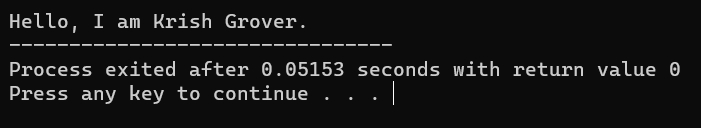 Hello, I am Krish Grover.
--------------------------------
Process exited after 0.05153 seconds with return value 0
Press any key to continue . . .